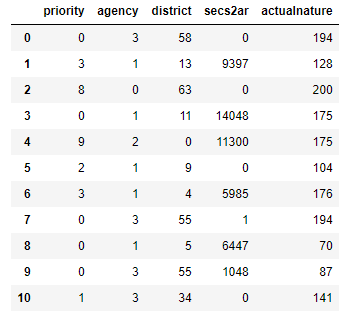 priority agency district secs2ar actualnature
0 0 3 58 0 194
1 3 1 13 9397 128
2 8 0 63 0 200
3 0 1 11 14048 175
4 9 2 0 11300 175
5 2 1 9 0 104
6 3 1 4 5985 176
7 0 3 55 1 194
8 0 1 5 6447 70
9 0 3 55 1048 87
10 1 3 34 0 141